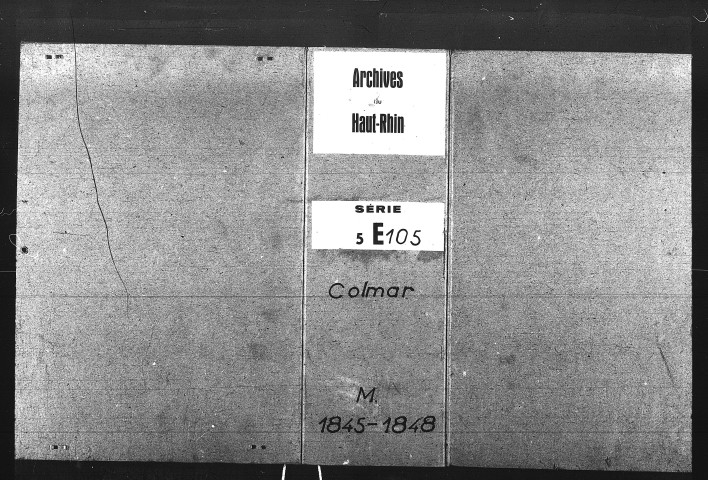 Archives
du
Haut-Rhin
SÉRIE
5 E105
Colmar
M.
1845-1848